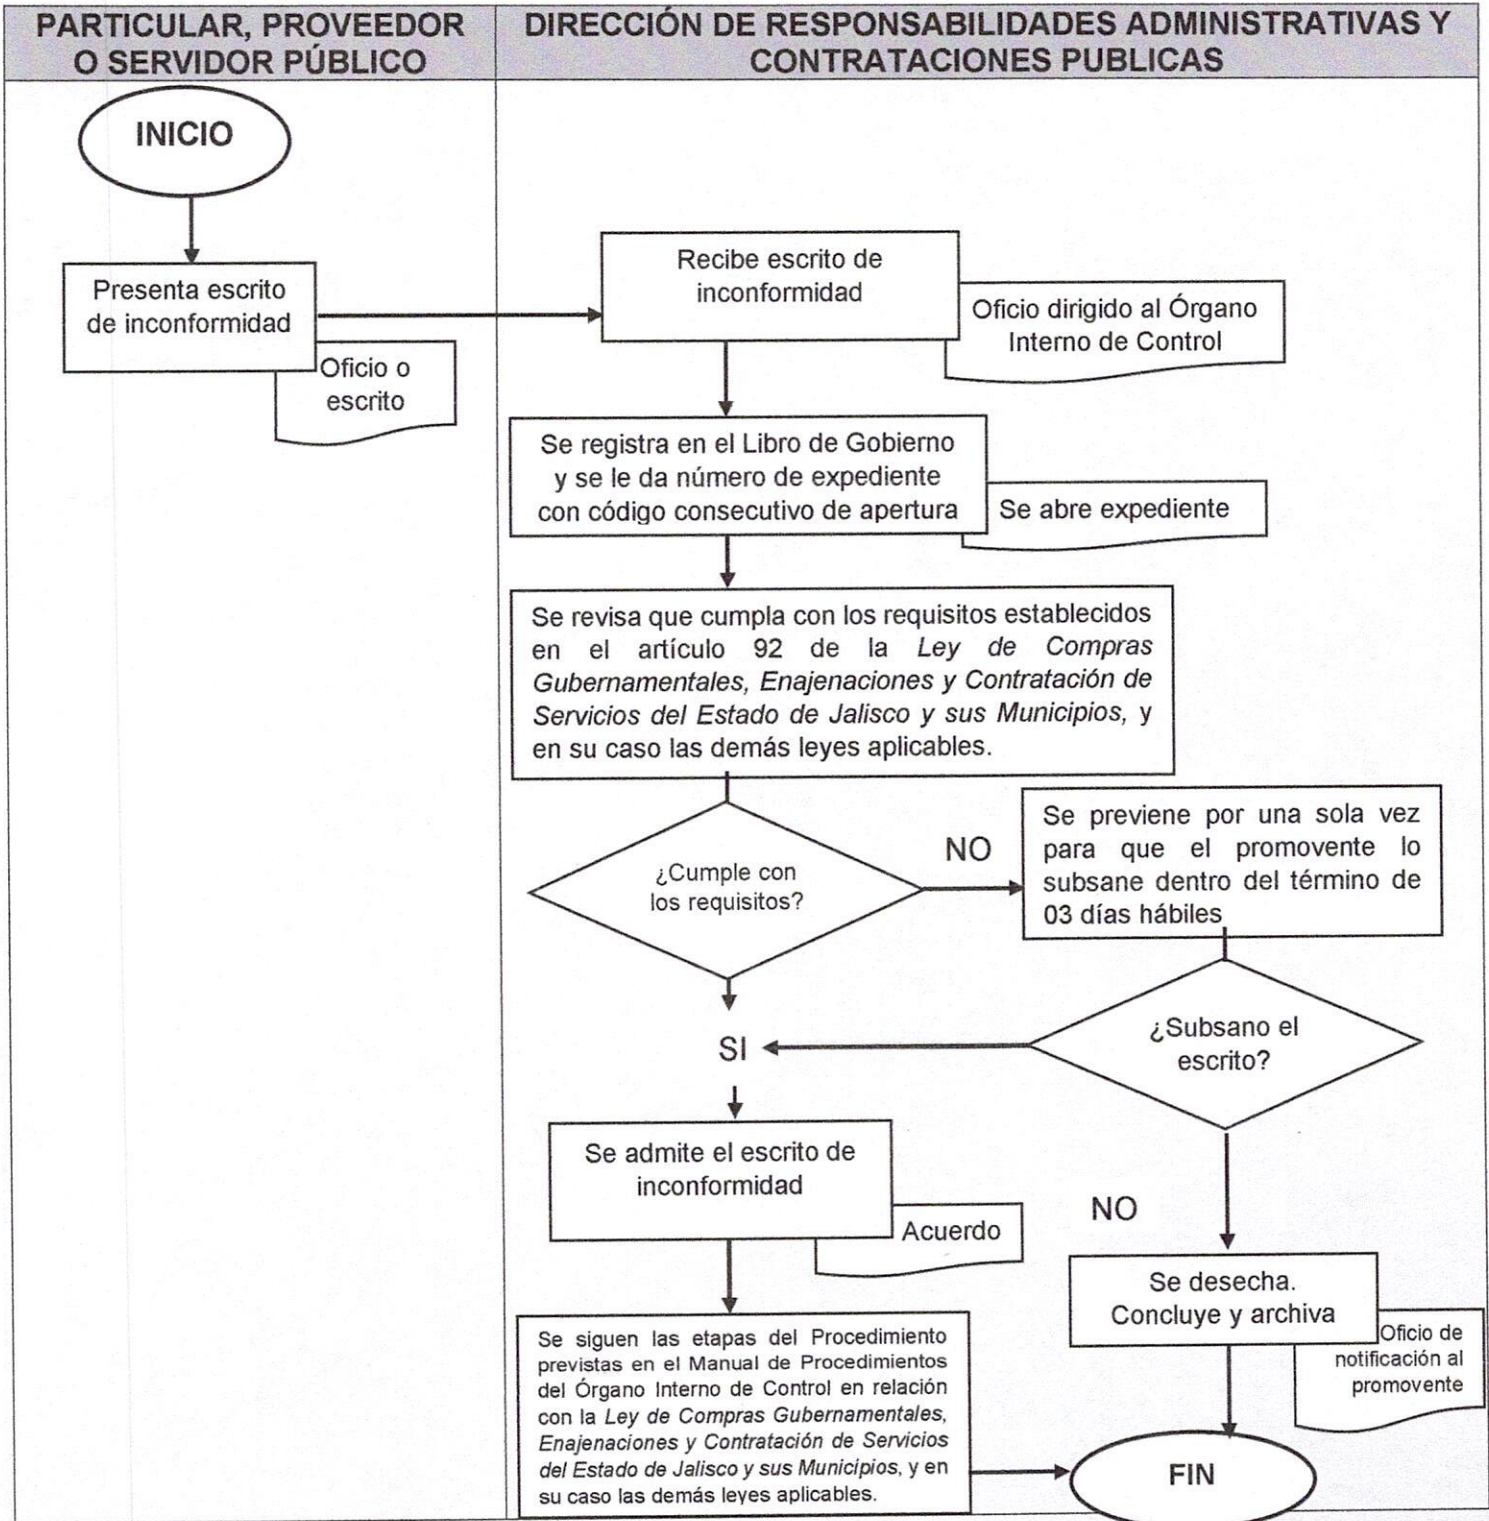 PARTICULAR, PROVEEDOR
O SERVIDOR PÚBLICO
DIRECCIÓN DE RESPONSABILIDADES ADMINISTRATIVAS Y
CONTRATACIONES PUBLICAS
INICIO
Presenta escrito
de inconformidad
Oficio o
escrito
Recibe escrito de
inconformidad
Oficio dirigido al Órgano
Interno de Control
Se registra en el Libro de Gobierno
y se le da número de expediente
con código consecutivo de apertura
Se abre expediente
Se revisa que cumpla con los requisitos establecidos
en el artículo 92 de la Ley de Compras
Gubernamentales, Enajenaciones y Contratación de
Servicios del Estado de Jalisco y sus Municipios, y
en su caso las demás leyes aplicables.
¿Cumple con
los requisitos?
NO
Se previene por una sola vez
para que el promovente lo
subsane dentro del término de
03 días hábiles
¿Subsano el
escrito?
SI
Se admite el escrito de
inconformidad
Acuerdo
NO
Se desecha.
Concluye y archiva
Oficio de
notificación al
promovente
Se siguen las etapas del Procedimiento
previstas en el Manual de Procedimientos
del Órgano Interno de Control en relación
con la Ley de Compras Gubernamentales,
Enajenaciones y Contratación de Servicios
del Estado de Jalisco y sus Municipios, y en
su caso las demás leyes aplicables.
FIN